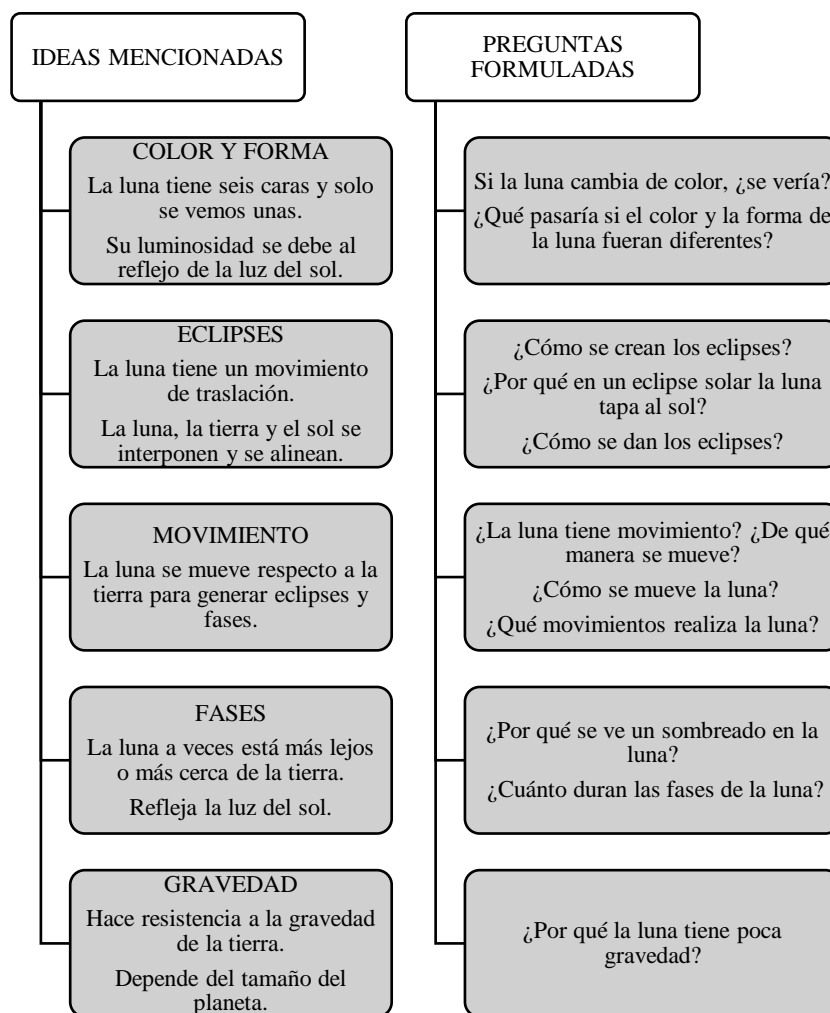 IDEAS MENCIONADAS
COLOR Y FORMA
La luna tiene seis caras y solo
se vemos unas.
Su luminosidad se debe al
reflejo de la luz del sol.
ECLIPSES
La luna tiene un movimiento
de traslación.
La luna, la tierra y el sol se
interponen y se alinean.
MOVIMIENTO
La luna se mueve respecto a la
tierra para generar eclipses y
fases.
FASES
La luna a veces está más lejos
o más cerca de la tierra.
Refleja la luz del sol.
GRAVEDAD
Hace resistencia a la gravedad
de la tierra.
Depende del tamaño del
planeta.
PREGUNTAS
FORMULADAS
Si la luna cambia de color, ¿se vería?
¿Qué pasaría si el color y la forma de
la luna fueran diferentes?
¿Cómo se crean los eclipses?
¿Por qué en un eclipse solar la luna
tapa al sol?
¿Cómo se dan los eclipses?
¿La luna tiene movimiento? ¿De qué
manera se mueve?
¿Cómo se mueve la luna?
¿Qué movimientos realiza la luna?
¿Por qué se ve un sombreado en la
luna?
¿Cuánto duran las fases de la luna?
¿Por qué la luna tiene poca
gravedad?